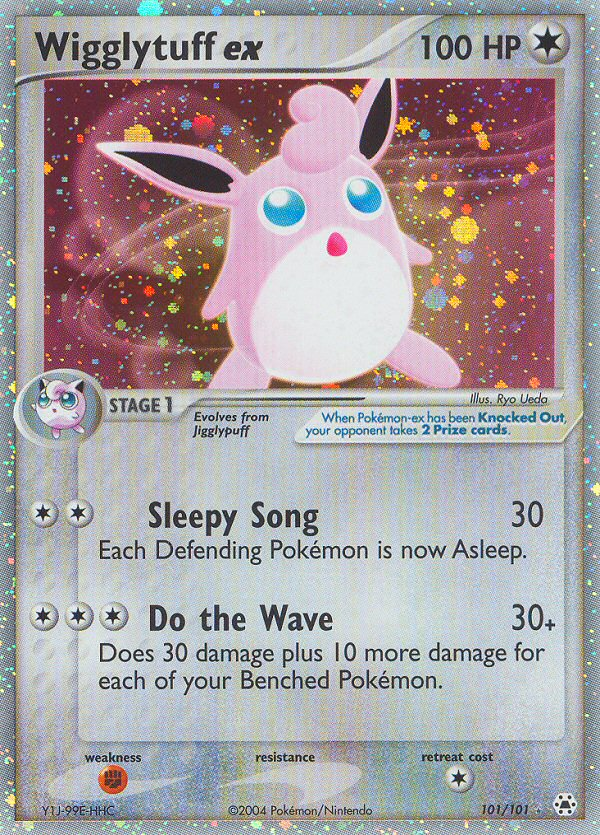 Wigglytuff ex 100 HP
Illus. Ryo Ueda
STAGE 1
Evolves from
Jigglypuff
When Pokémon-ex has been Knocked Out,
your opponent takes 2 Prize cards.
Sleepy Song 30
Each Defending Pokémon is now Asleep.
Do the Wave 30+
Does 30 damage plus 10 more damage for
each of your Benched Pokémon.
weakness resistance retreat cost
Y1J-99E-HHC ©2004 Pokémon/Nintendo 101/101